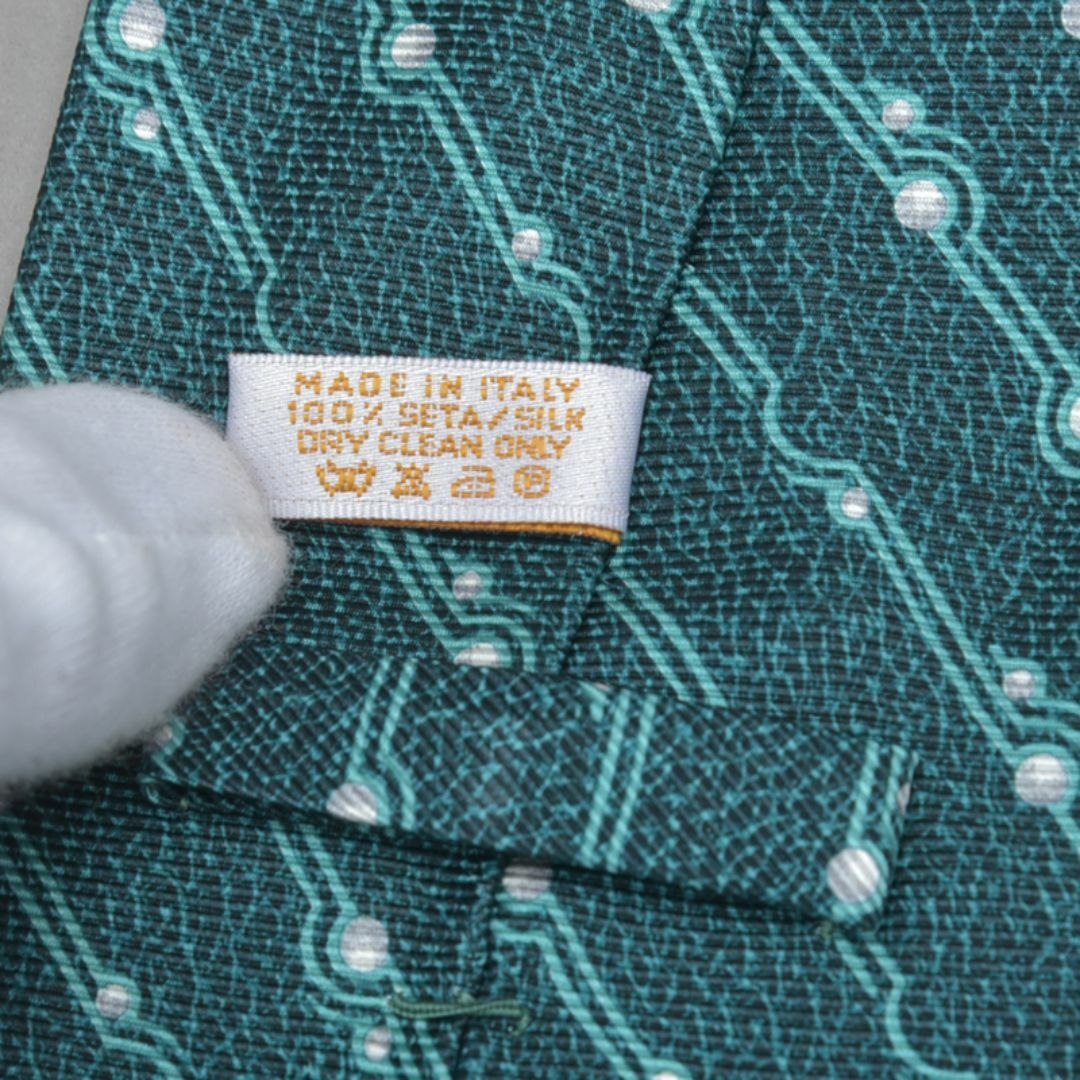 MADE IN ITALY
100% SETA/SILK
DRY CLEAN ONLY
Ⓟ